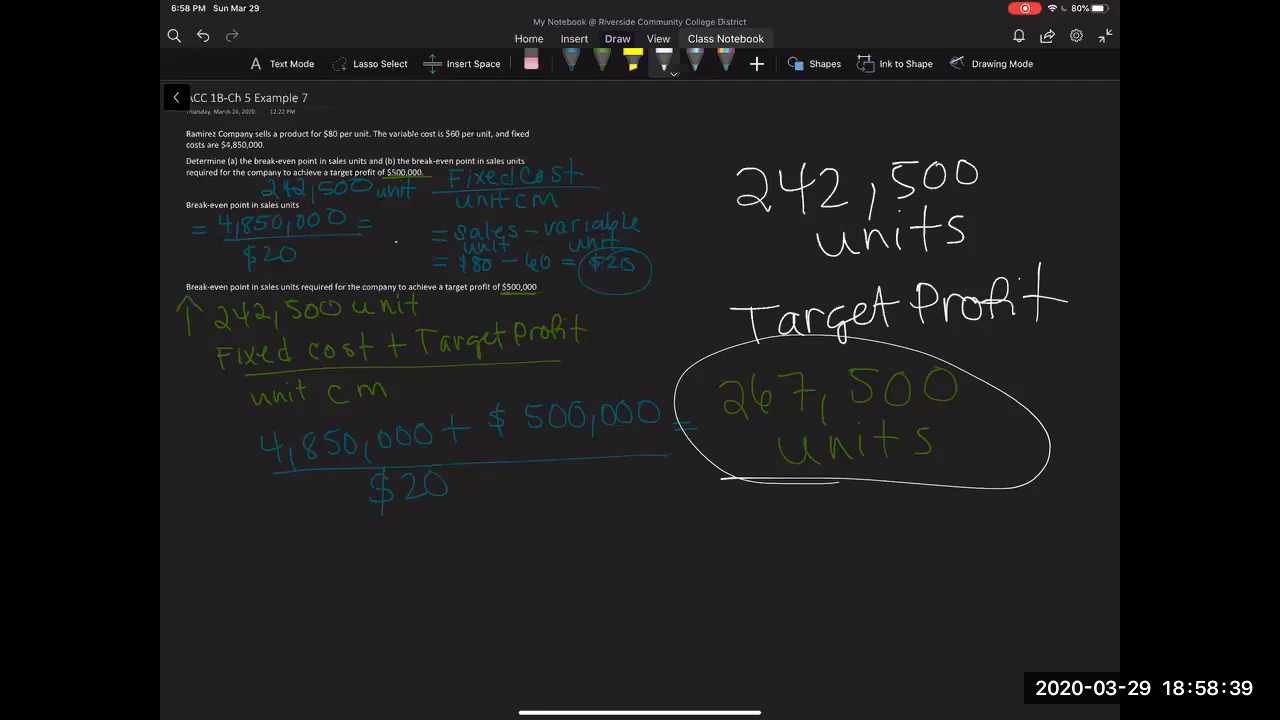 6:58 PM Sun Mar 29
80%
My Notebook @ Riverside Community College District
Home Insert Draw View Class Notebook
Text Mode Lasso Select Insert Space Shapes Ink to Shape Drawing Mode
ACC 1B-Ch 5 Example 7
Thursday, March 26, 2020 12:22 PM
Ramirez Company sells a product for $80 per unit. The variable cost is $60 per unit, and fixed
costs are $4,850,000.
Determine (a) the break-even point in sales units and (b) the break-even point in sales units
required for the company to achieve a target profit of $500,000.
242,500 unit = Fixed cost
unit cm
Break-even point in sales units
= 4,850,000 =
$20
= sales - variable
unit unit
= $80 - 60 = $20
Break-even point in sales units required for the company to achieve a target profit of $500,000
↑ 242,500 unit
Fixed cost + Target profit
unit cm
4,850,000 + $ 500,000 =
$20
242,500
units
Target Profit
267,500
units
2020-03-29 18:58:39